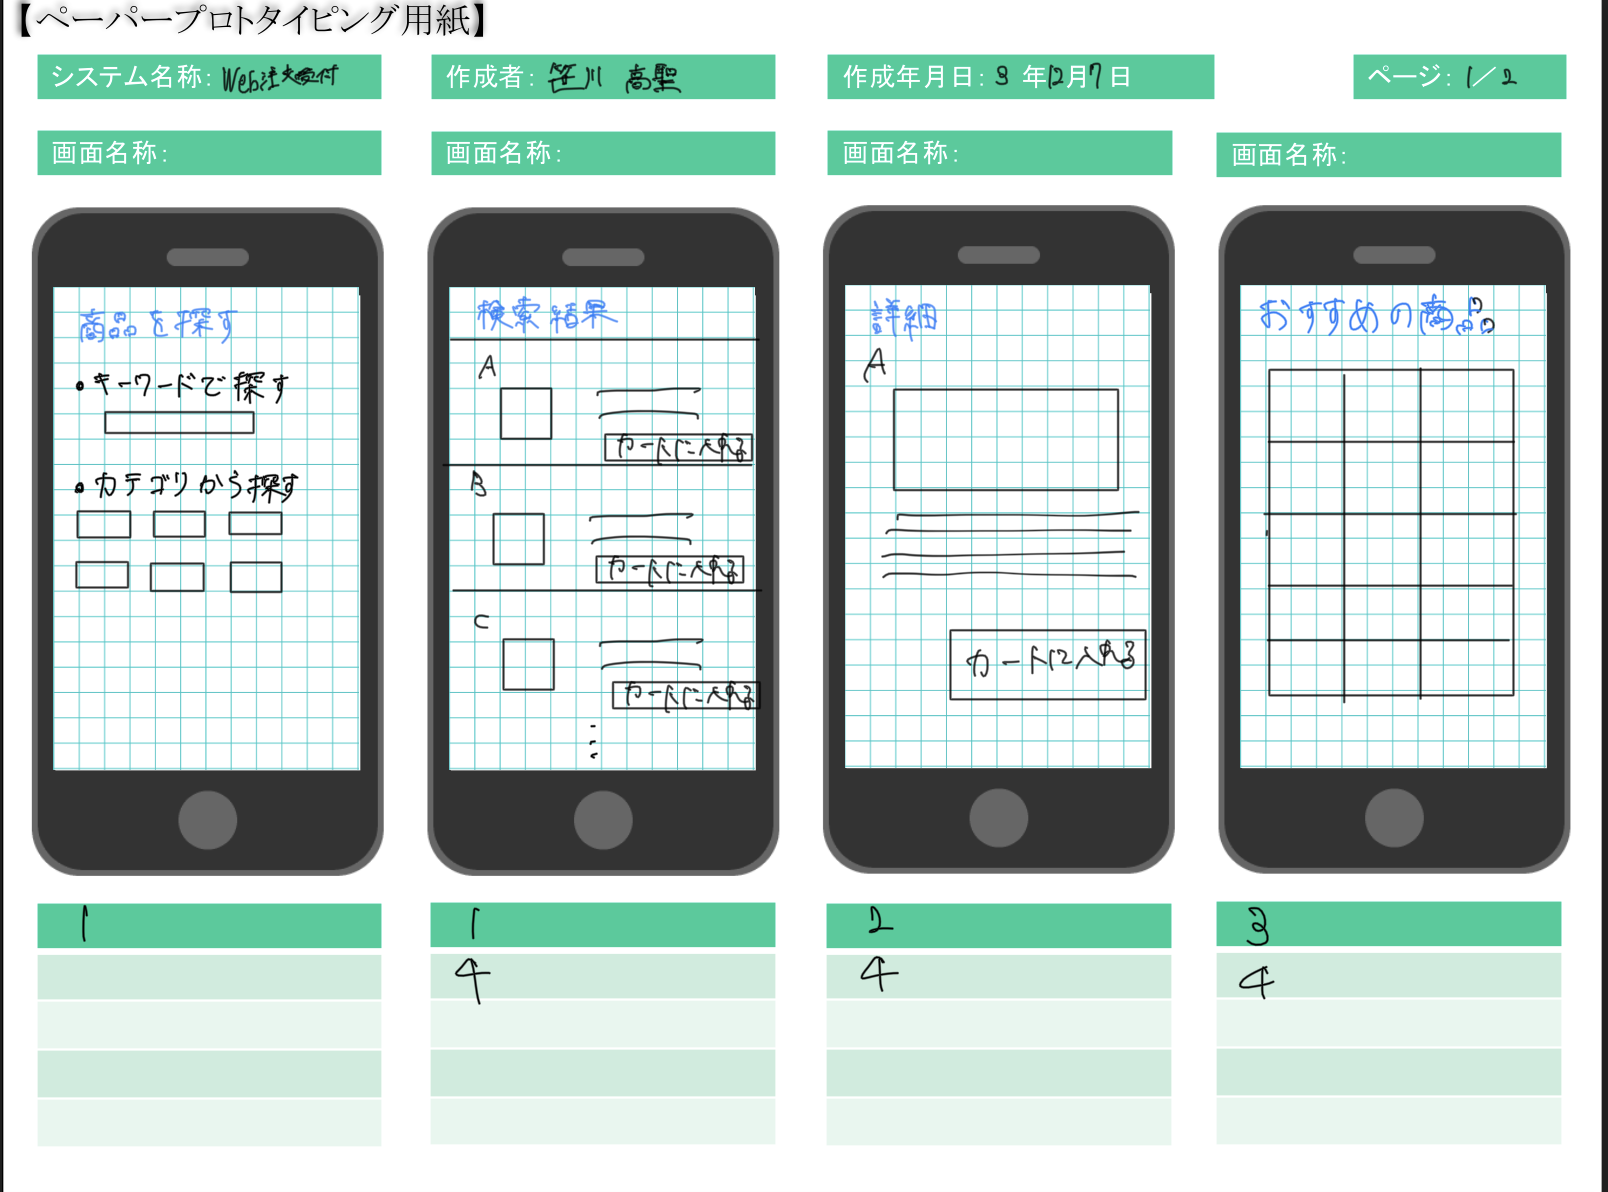 【ペーパープロトタイピング用紙】
システム名称: Web注文受付
作成者: 笹川 高聖
作成年月日: 3 年12月7日
ページ: 1/2
画面名称:
画面名称:
画面名称:
画面名称:
商品を探す
・キーワードで探す
・カテゴリから探す
1
検索結果
A
カートに入れる
B
カートに入れる
C
カートに入れる
⋮
1
4
詳細
A
カートに入れる
2
4
おすすめの商品
3
4